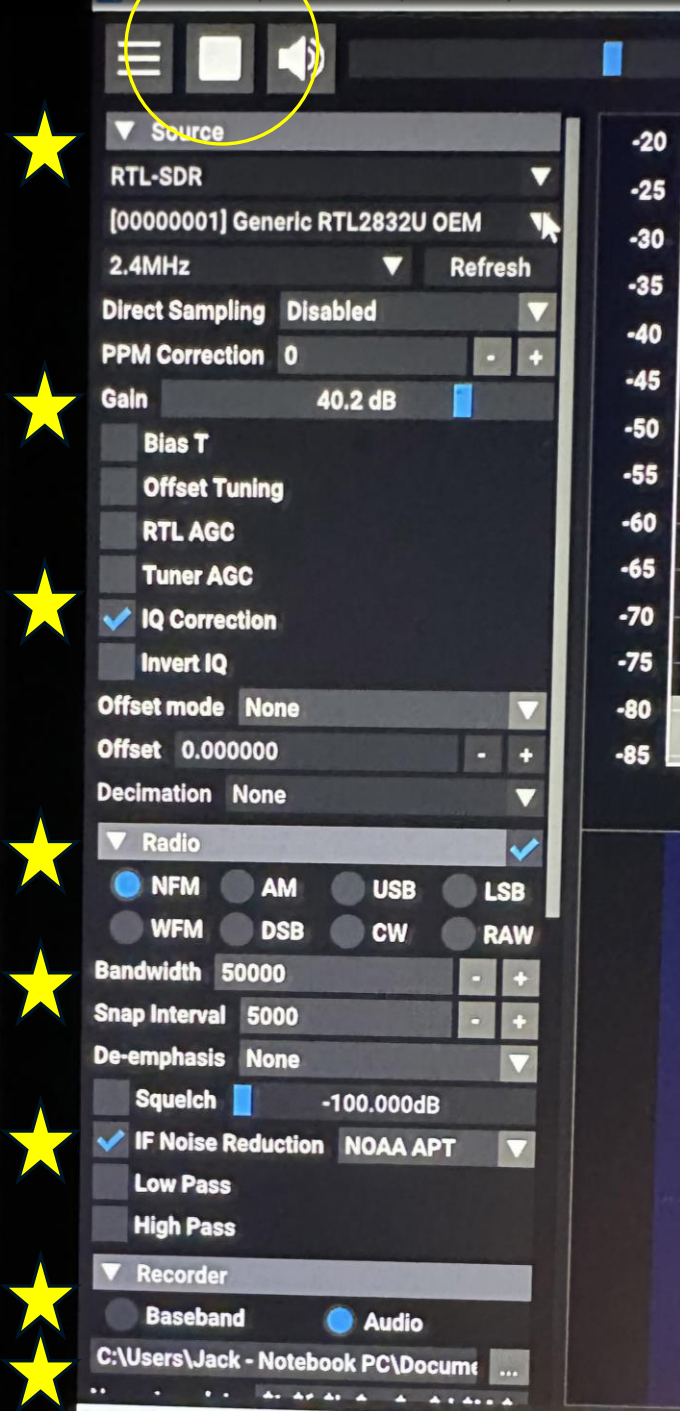 Source
-20
RTL-SDR
-25
[00000001] Generic RTL2832U OEM
-30
2.4MHz Refresh
-35
Direct Sampling Disabled
-40
PPM Correction 0 - +
-45
Gain 40.2 dB
-50
Bias T
-55
Offset Tuning
-60
RTL AGC
-65
Tuner AGC
-70
IQ Correction
-75
Invert IQ
-80
Offset mode None
-85
Offset 0.000000 - +
Decimation None
Radio
NFM AM USB LSB
WFM DSB CW RAW
Bandwidth 50000 - +
Snap Interval 5000 - +
De-emphasis None
Squelch -100.000dB
IF Noise Reduction NOAA APT
Low Pass
High Pass
Recorder
Baseband Audio
C:\Users\Jack - Notebook PC\Docume ...